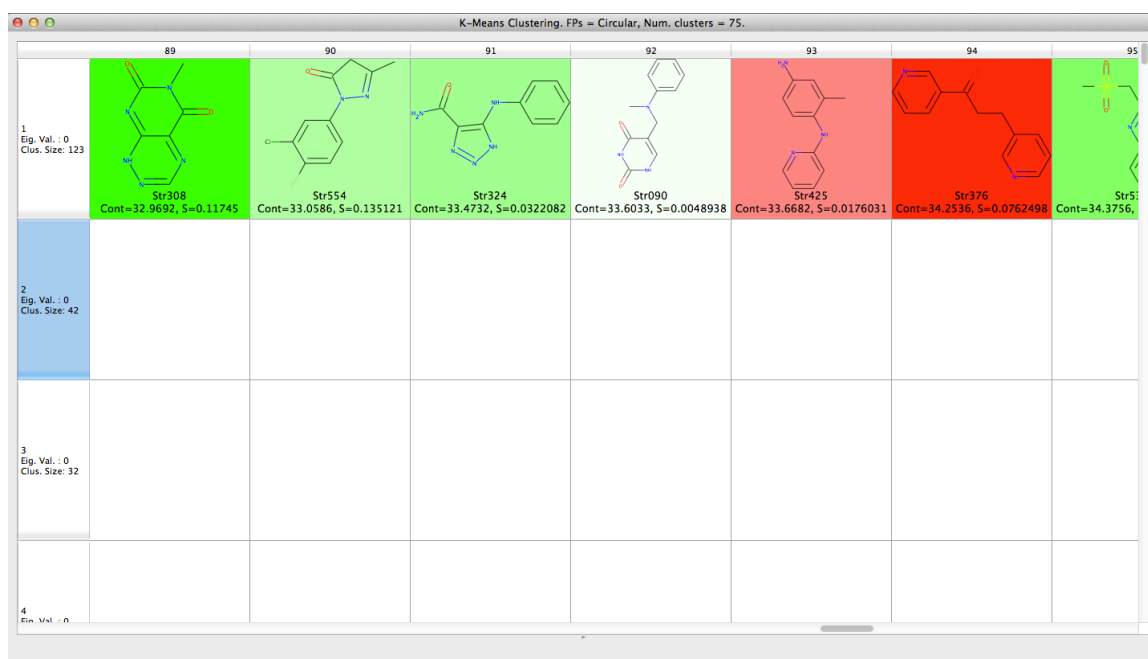 K-Means Clustering. FPs = Circular, Num. clusters = 75.
89 90 91 92 93 94 95
1
Eig. Val. : 0
Clus. Size: 123
Str308
Cont=32.9692, S=0.11745
Str554
Cont=33.0586, S=0.135121
Str324
Cont=33.4732, S=0.0322082
Str090
Cont=33.6033, S=0.0048938
Str425
Cont=33.6682, S=0.0176031
Str376
Cont=34.2536, S=0.0762498
Cont=34.3756,
2
Eig. Val. : 0
Clus. Size: 42
3
Eig. Val. : 0
Clus. Size: 32
4
Eig. Val. : 0